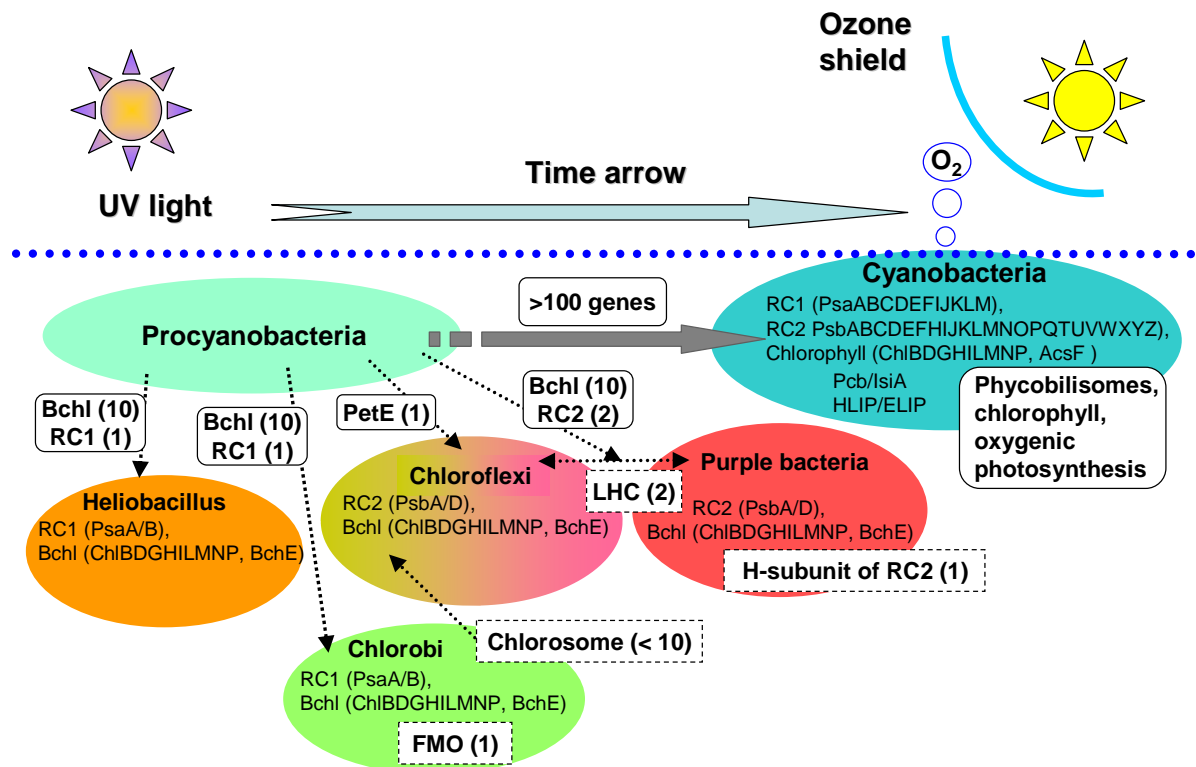 Ozone
shield
UV light
Time arrow
O2
>100 genes
Procyanobacteria
Cyanobacteria
RC1 (PsaABCDEFIJKLM),
RC2 PsbABCDEFHIJKLMNOPQTUVWXYZ),
Chlorophyll (ChlBDGHILMNP, AcsF )
Pcb/IsiA
HLIP/ELIP
Phycobilisomes,
chlorophyll,
oxygenic
photosynthesis
Bchl (10)
RC1 (1)
Bchl (10)
RC1 (1)
PetE (1)
Bchl (10)
RC2 (2)
Heliobacillus
RC1 (PsaA/B),
Bchl (ChlBDGHILMNP, BchE)
Chloroflexi
RC2 (PsbA/D),
Bchl (ChlBDGHILMNP, BchE)
LHC (2)
Purple bacteria
RC2 (PsbA/D),
Bchl (ChlBDGHILMNP, BchE)
H-subunit of RC2 (1)
Chlorosome (< 10)
Chlorobi
RC1 (PsaA/B),
Bchl (ChlBDGHILMNP, BchE)
FMO (1)